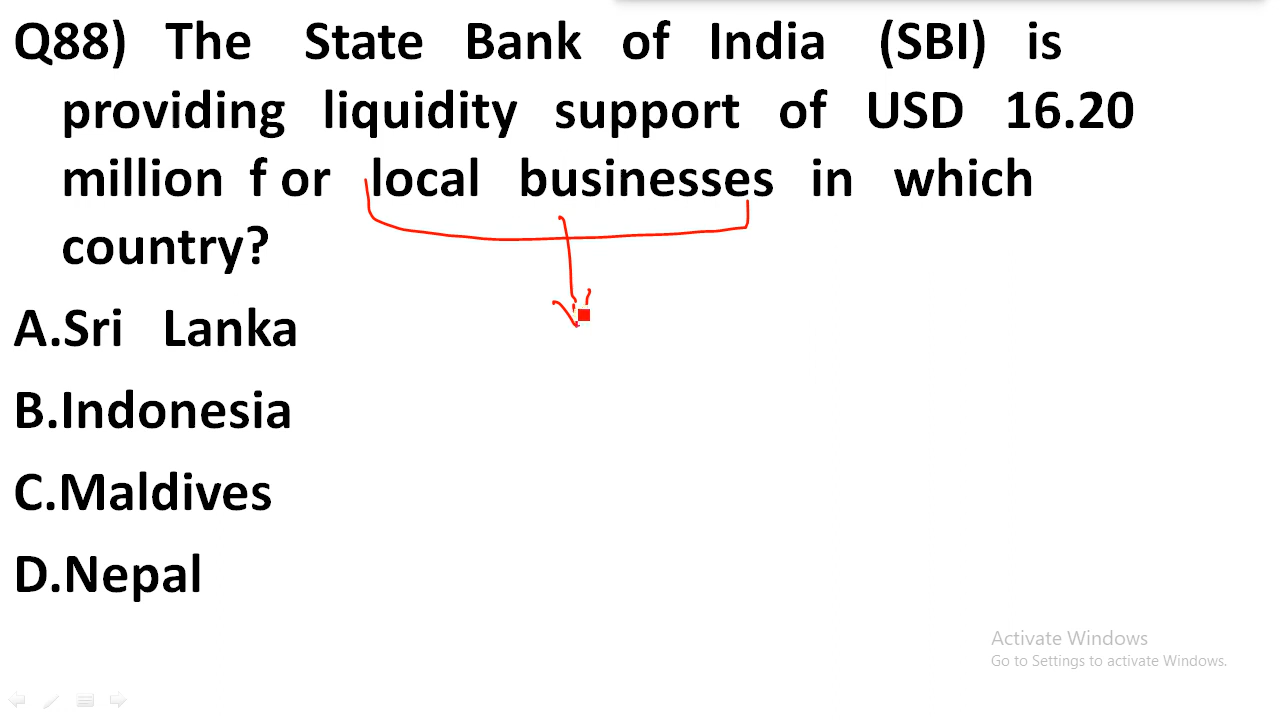 Q88) The State Bank of India (SBI) is
providing liquidity support of USD 16.20
million f or local businesses in which
country?
A.Sri Lanka
B.Indonesia
C.Maldives
D.Nepal
Activate Windows
Go to Settings to activate Windows.